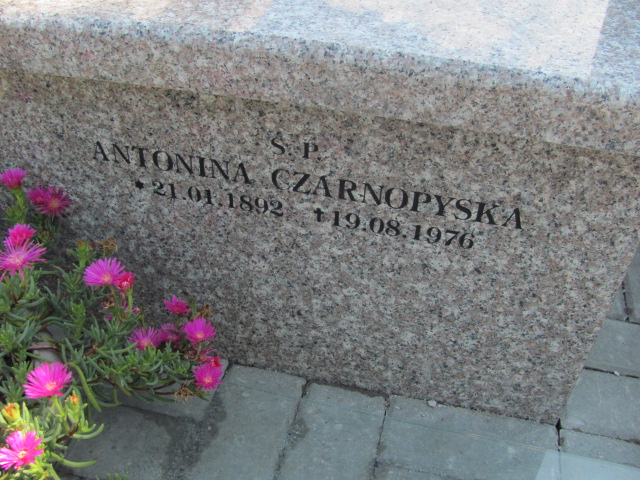 Ś. P.
ANTONINA CZARNOPYSKA
* 21.01.1892 †19.08.1976